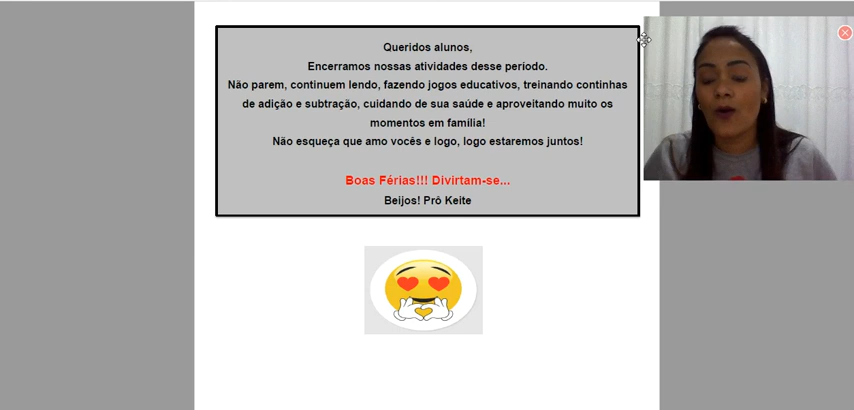 Queridos alunos,
Encerramos nossas atividades desse período.
Não parem, continuem lendo, fazendo jogos educativos, treinando continhas
de adição e subtração, cuidando de sua saúde e aproveitando muito os
momentos em família!
Não esqueça que amo vocês e logo, logo estaremos juntos!
Boas Férias!!! Divirtam-se...
Beijos! Prô Keite